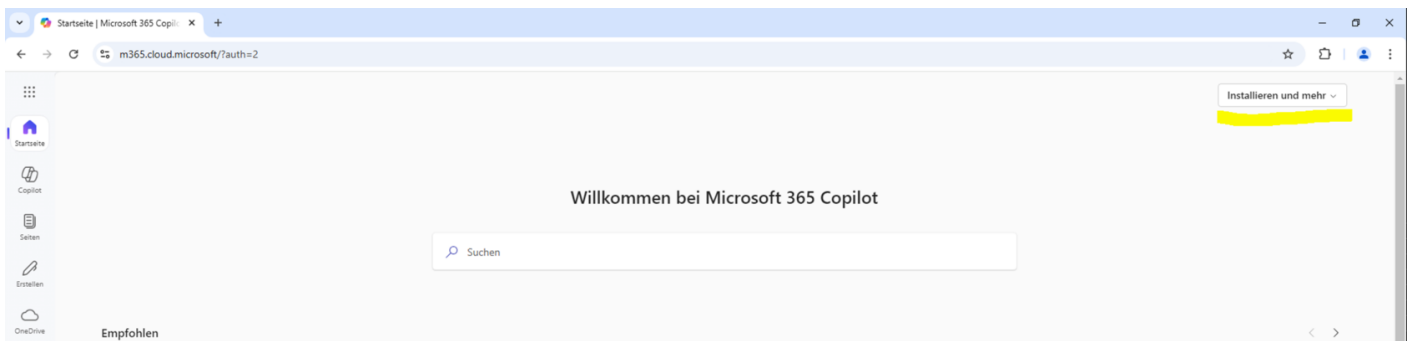 Startseite | Microsoft 365 Copil
m365.cloud.microsoft/?auth=2
Installieren und mehr
Startseite
Copilot
Seiten
Erstellen
OneDrive
Willkommen bei Microsoft 365 Copilot
Suchen
Empfohlen